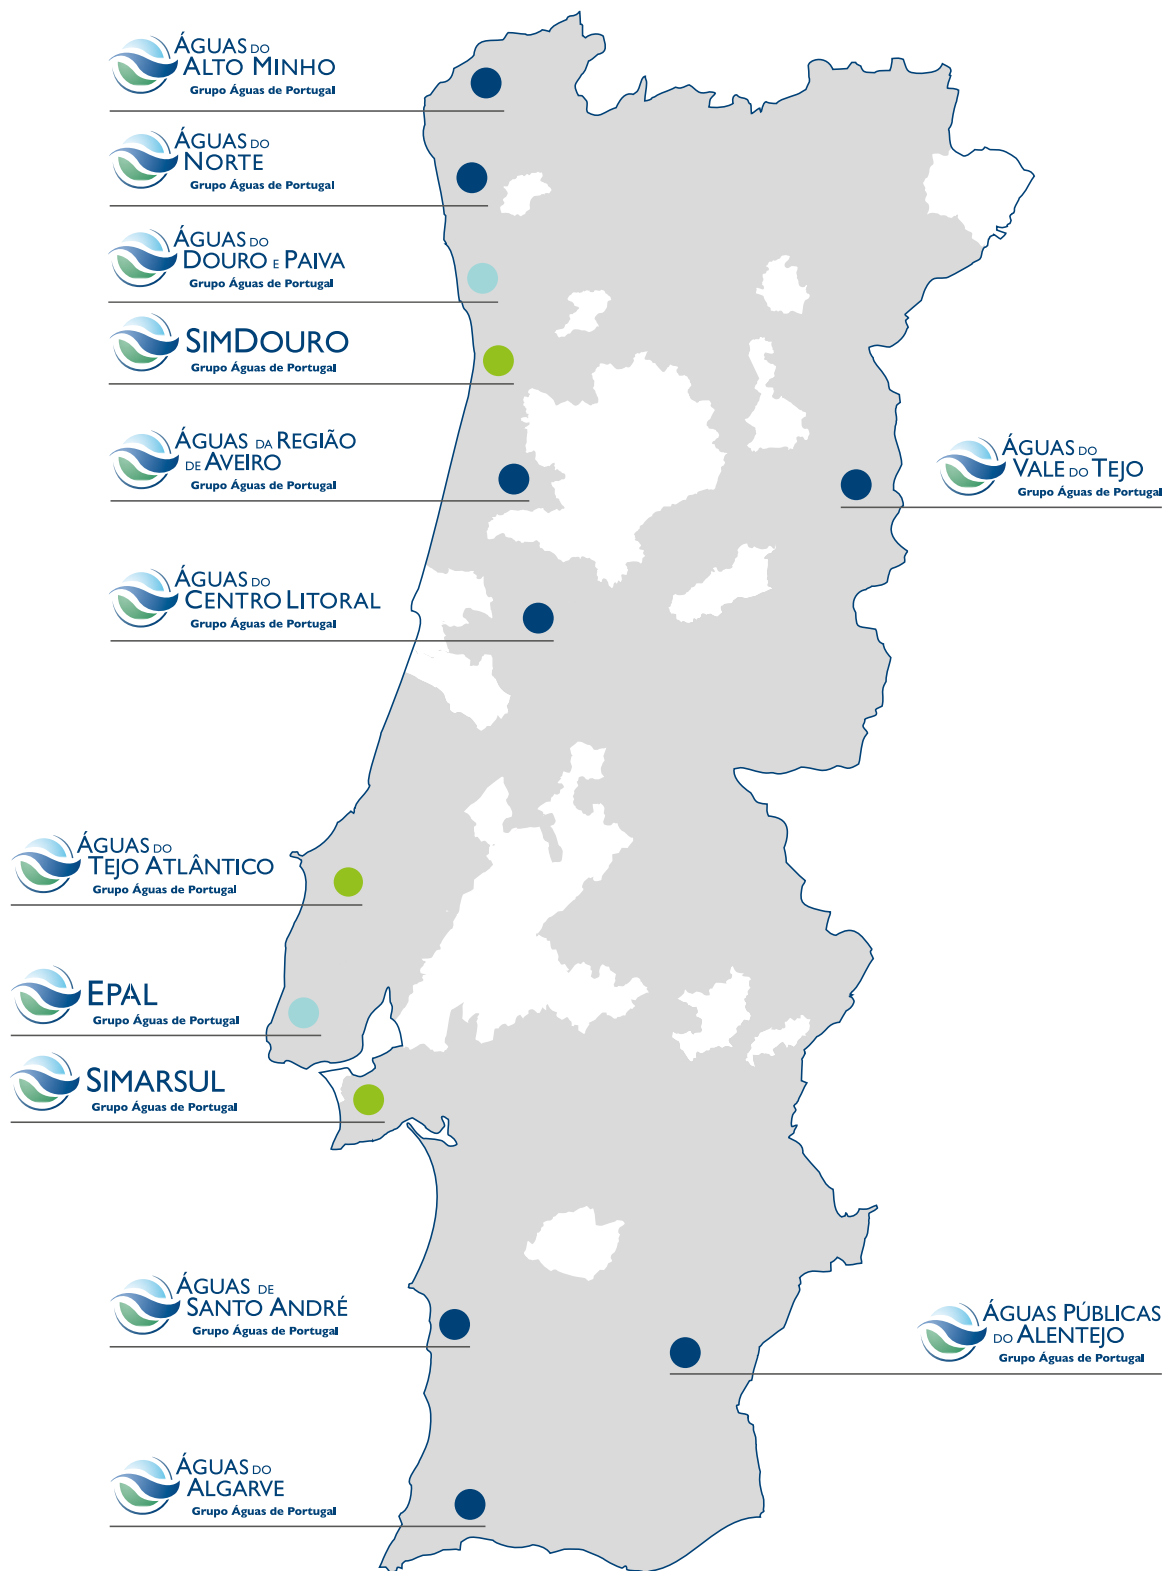 ÁGUAS DO
ALTO MINHO
Grupo Águas de Portugal
ÁGUAS DO
NORTE
Grupo Águas de Portugal
ÁGUAS DO
DOURO E PAIVA
Grupo Águas de Portugal
SIMDOURO
Grupo Águas de Portugal
ÁGUAS DA REGIÃO
DE AVEIRO
Grupo Águas de Portugal
ÁGUAS DO
VALE DO TEJO
Grupo Águas de Portugal
ÁGUAS DO
CENTRO LITORAL
Grupo Águas de Portugal
ÁGUAS DO
TEJO ATLÂNTICO
Grupo Águas de Portugal
EPAL
Grupo Águas de Portugal
SIMARSUL
Grupo Águas de Portugal
ÁGUAS DE
SANTO ANDRÉ
Grupo Águas de Portugal
ÁGUAS PÚBLICAS
DO ALENTEJO
Grupo Águas de Portugal
ÁGUAS DO
ALGARVE
Grupo Águas de Portugal